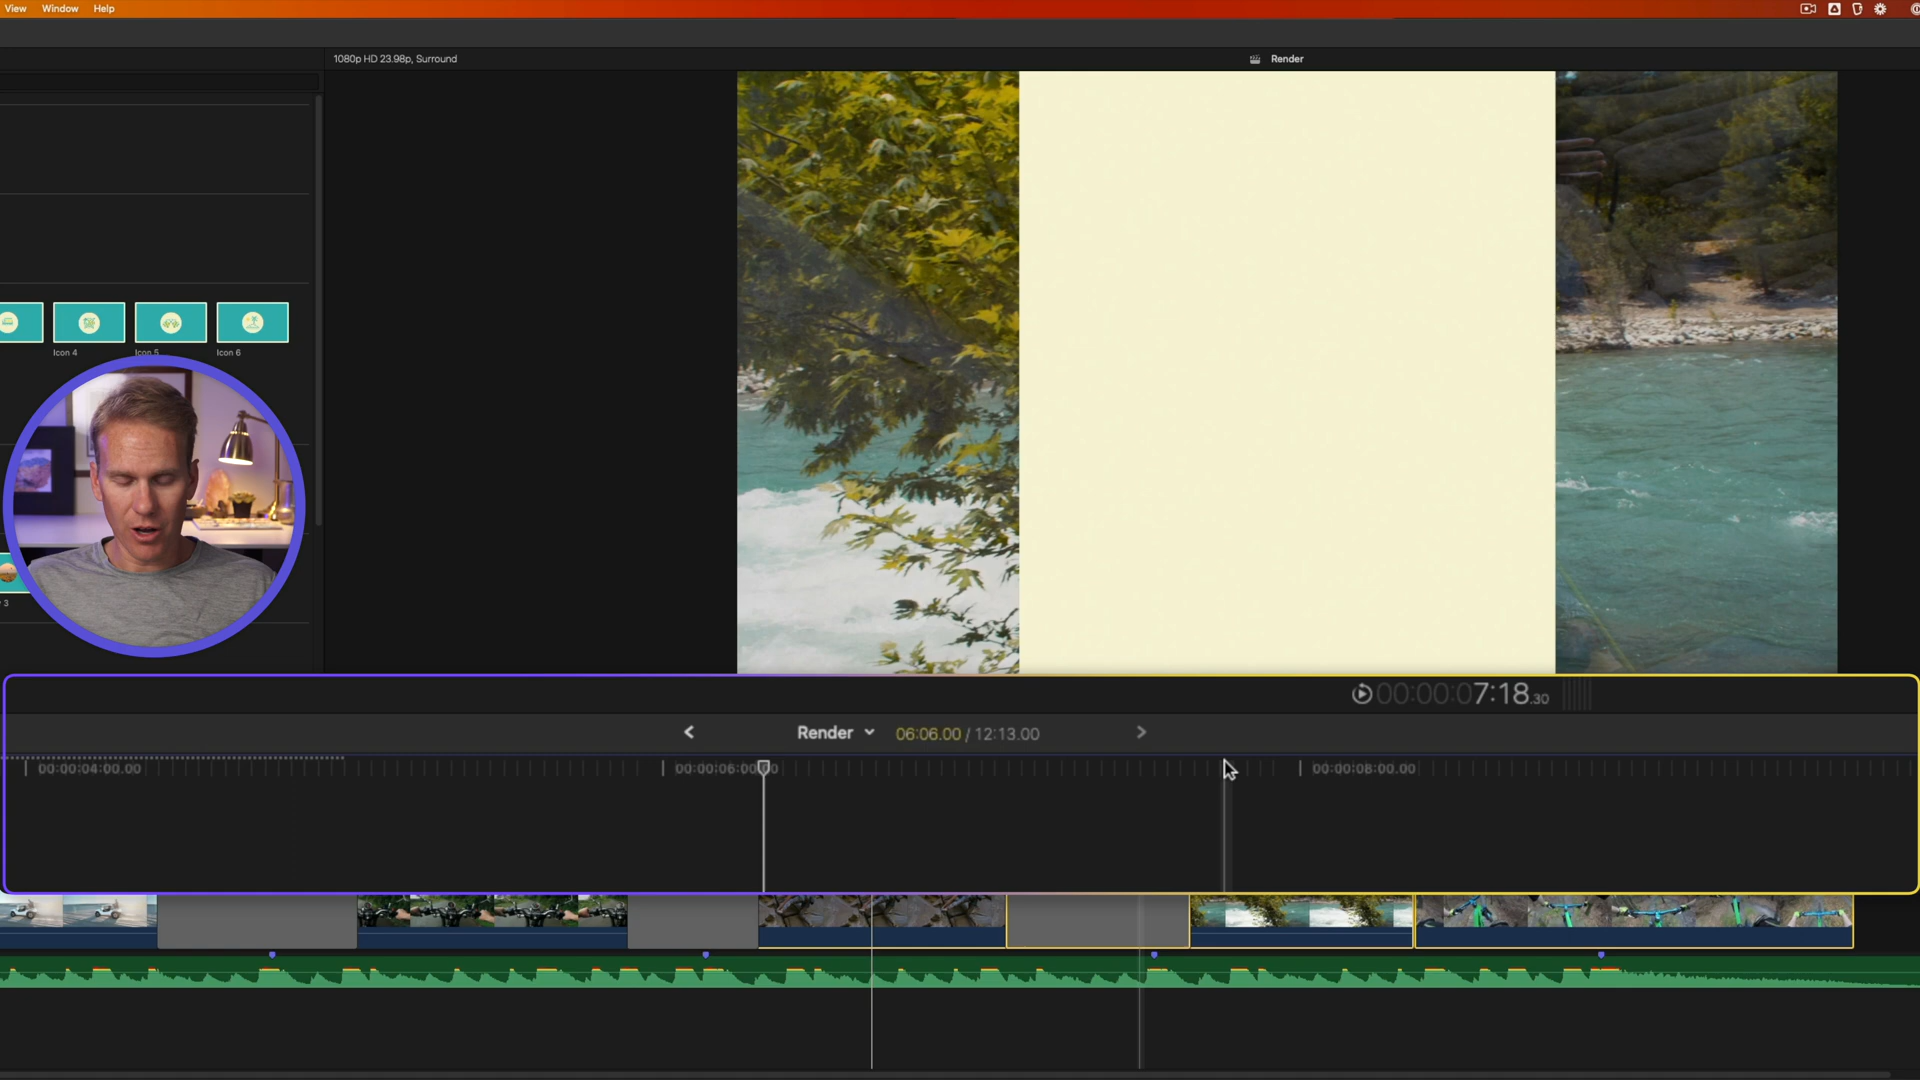 View Window Help
1080p HD 23.98p, Surround
Render
Icon 4
Icon 5
Icon 6
3
00:00:07:18.30
Render 06:06.00 / 12:13.00
00:00:04:00.00
00:00:06:00:00
00:00:08:00.00